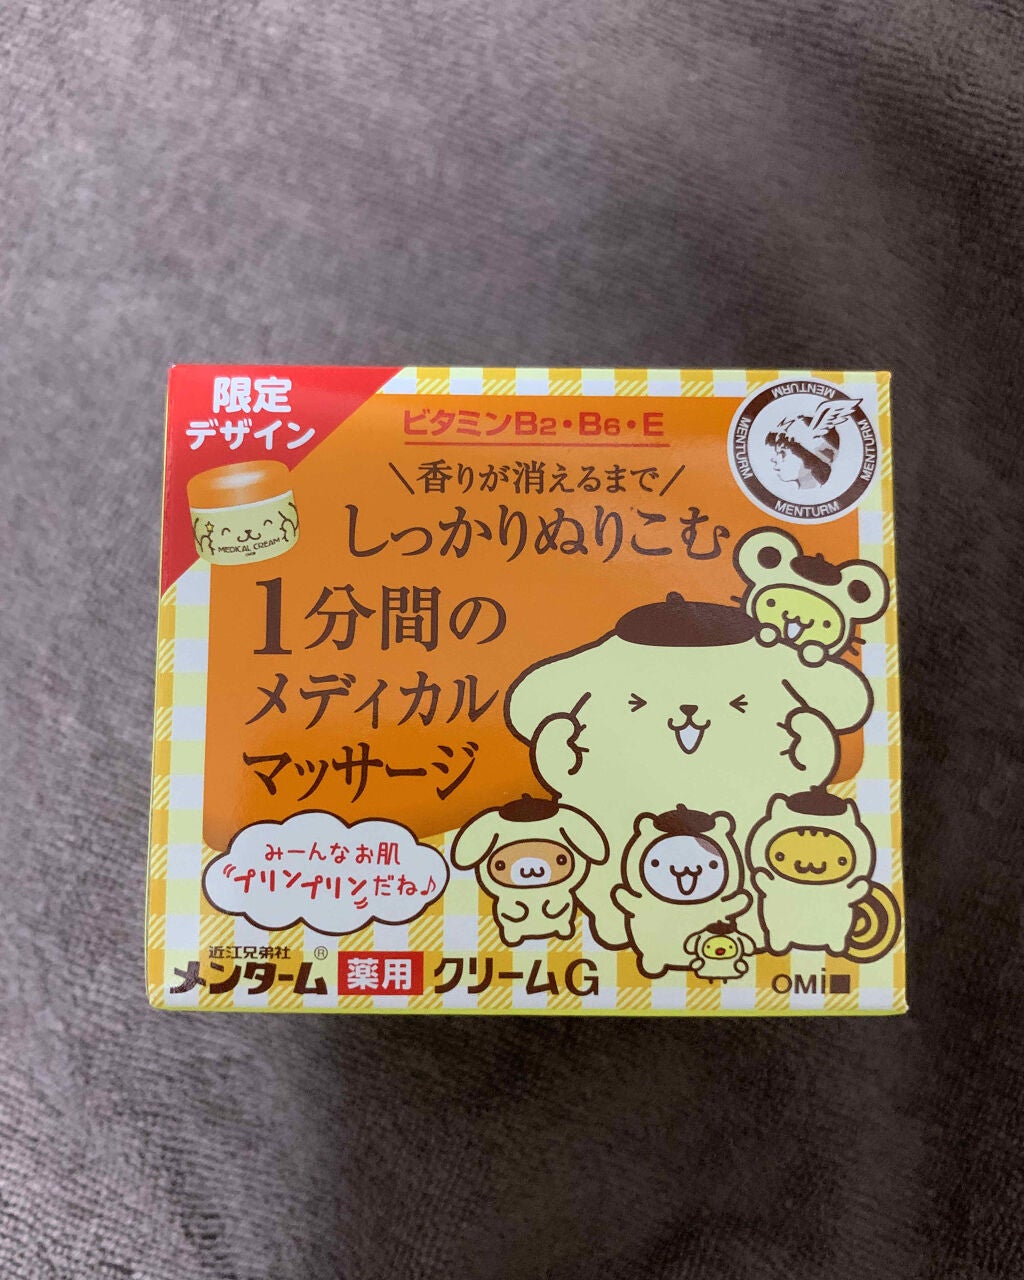 限定
デザイン
MEDICAL CREAM
ビタミンB2・B6・E
\香りが消えるまで/
しっかりぬりこむ
1分間の
メディカル
マッサージ
MENTURM
MENTURM
MENTURM
MENTURM
みーんなお肌
"プリンプリン"だね♪
近江兄弟社
メンターム®
薬用
クリームG
OMi